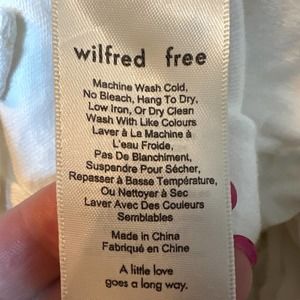 wilfred free
Machine Wash Cold,
No Bleach, Hang To Dry,
Low Iron, Or Dry Clean
Wash With Like Colours
Laver À La Machine À
L'eau Froide,
Pas De Blanchiment,
Suspendre Pour Sécher,
Repasser à Basse Température,
Ou Nettoyer à Sec
Laver Avec Des Couleurs
Semblables
Made in China
Fabriqué en Chine
A little love
goes a long way.